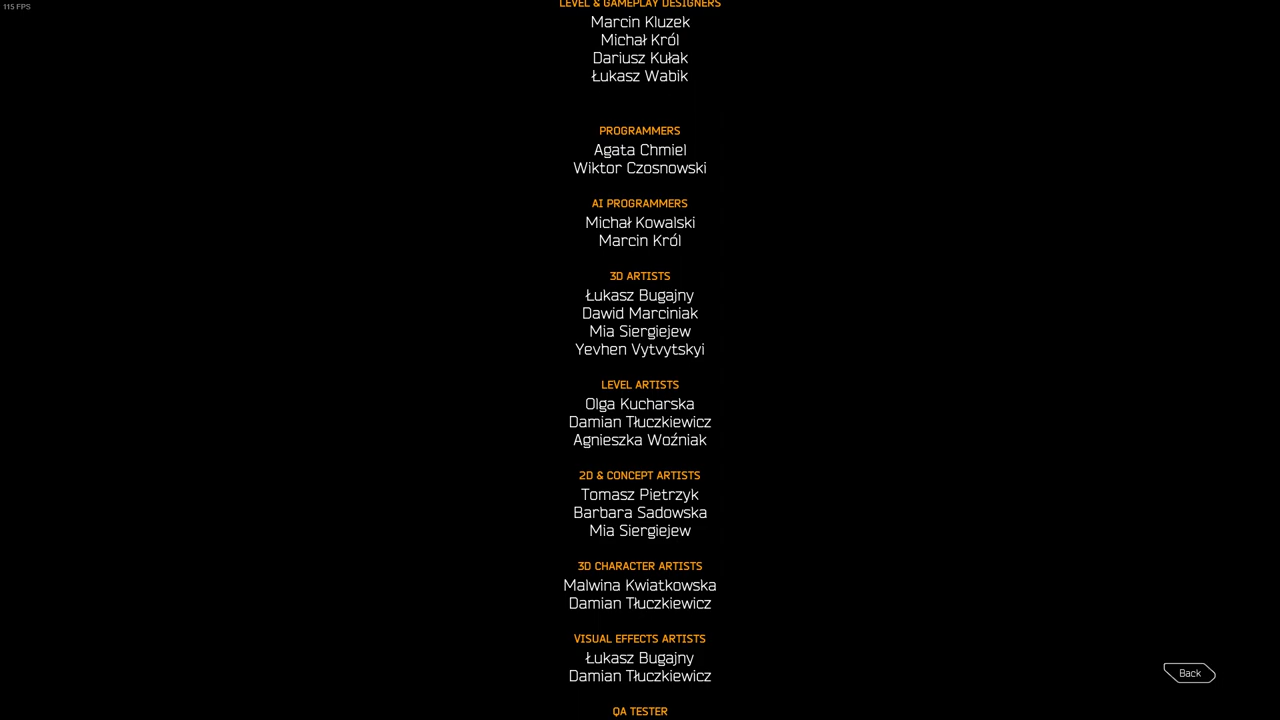 115 FPS
LEVEL & GAMEPLAY DESIGNERS
Marcin Kluzek
Michał Król
Dariusz Kułak
Łukasz Wabik
PROGRAMMERS
Agata Chmiel
Wiktor Czosnowski
AI PROGRAMMERS
Michał Kowalski
Marcin Król
3D ARTISTS
Łukasz Bugajny
Dawid Marciniak
Mia Siergiejew
Yevhen Vytvytskyi
LEVEL ARTISTS
Olga Kucharska
Damian Tłuczkiewicz
Agnieszka Woźniak
2D & CONCEPT ARTISTS
Tomasz Pietrzyk
Barbara Sadowska
Mia Siergiejew
3D CHARACTER ARTISTS
Malwina Kwiatkowska
Damian Tłuczkiewicz
VISUAL EFFECTS ARTISTS
Łukasz Bugajny
Damian Tłuczkiewicz
Back
QA TESTER